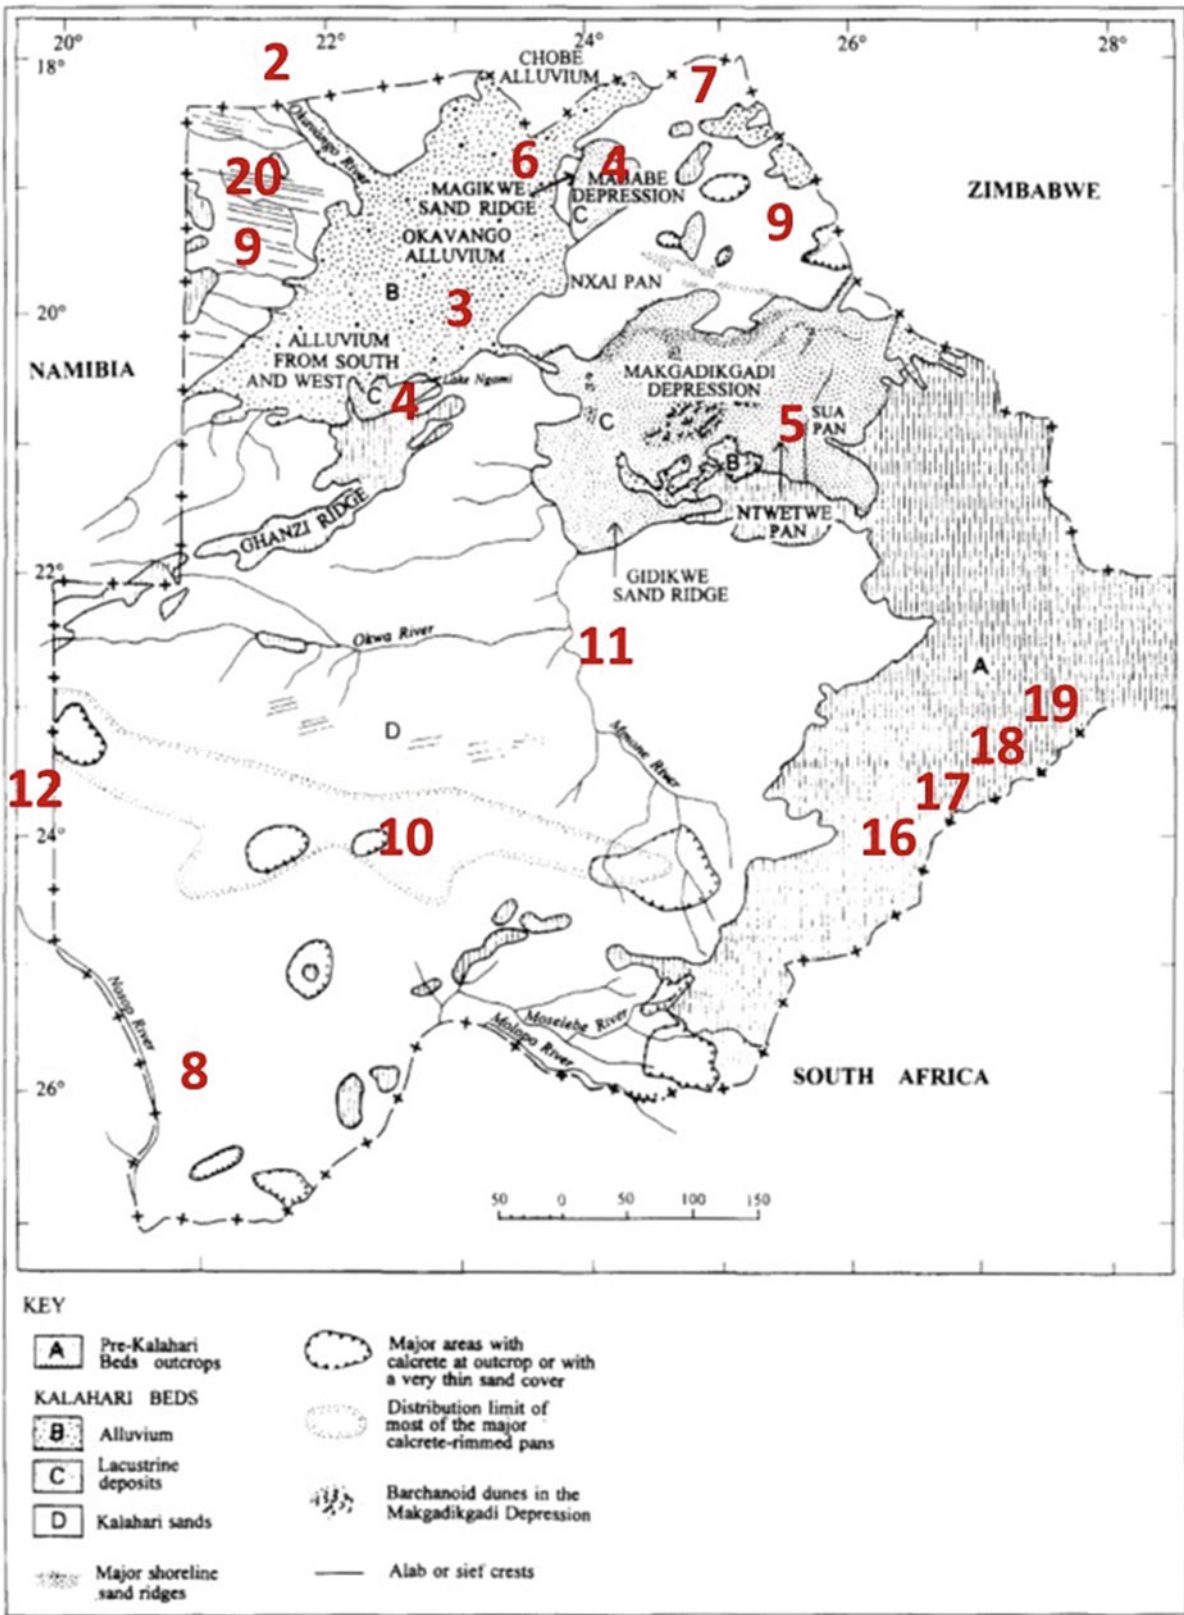 20°
22°
24°
26°
28°
18°
2
CHOBE
ALLUVIUM
7
Okavango River
20
6
4
MAGIKWE
SAND RIDGE
MABABE
DEPRESSION
C
ZIMBABWE
9
9
OKAVANGO
ALLUVIUM
B
NXAI PAN
20°
3
ALLUVIUM
FROM SOUTH
AND WEST
Lake Ngami
NAMIBIA
C
4
MAKGADIKGADI
DEPRESSION
C
5
SUA
PAN
B
GHANZI RIDGE
NTWETWE
PAN
22°
GIDIKWE
SAND RIDGE
Okwa River
11
A
19
D
18
Mmone River
12
17
24°
10
16
Nosop River
Moselebe River
Molopo River
8
26°
SOUTH AFRICA
50 0 50 100 150
KEY
A
Pre-Kalahari
Beds outcrops
KALAHARI BEDS
B
Alluvium
C
Lacustrine
deposits
D
Kalahari sands
Major shoreline
sand ridges
Major areas with
calcrete at outcrop or with
a very thin sand cover
Distribution limit of
most of the major
calcrete-rimmed pans
Barchanoid dunes in the
Makgadikgadi Depression
Alab or sief crests